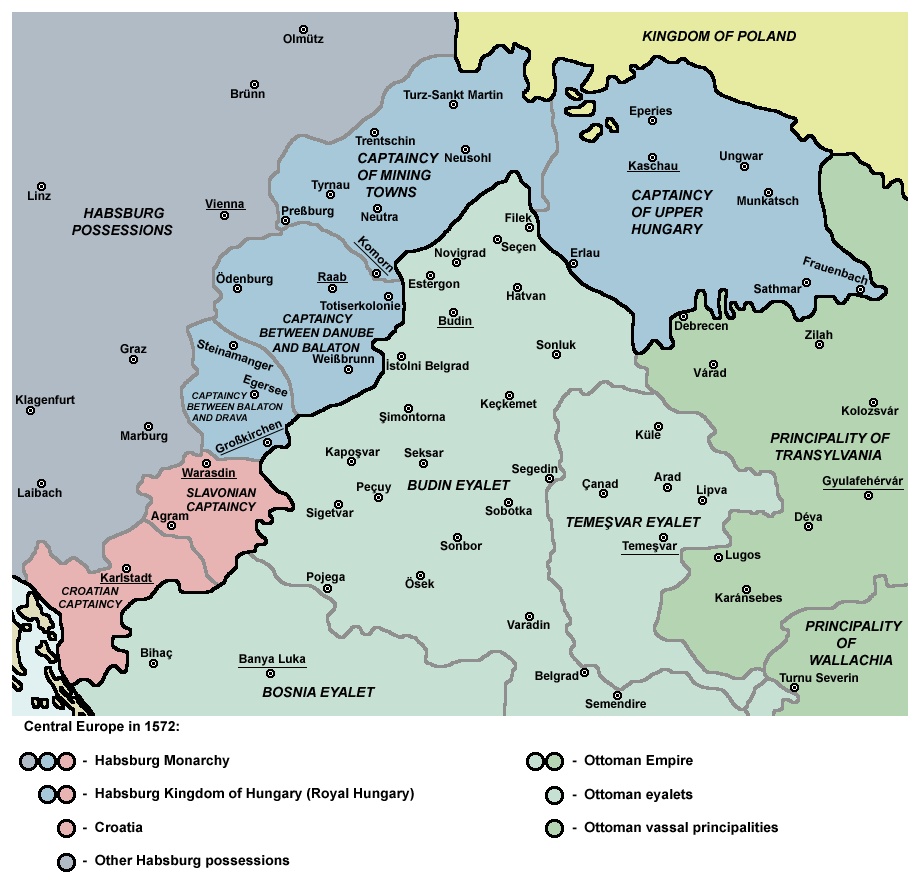 KINGDOM OF POLAND
Olmütz
Brünn
Turz-Sankt Martin
Eperies
Trentschin
CAPTAINCY
OF MINING
TOWNS
Neusohl
Kaschau
Ungwar
Munkatsch
CAPTAINCY
OF UPPER
HUNGARY
Linz
Tyrnau
HABSBURG
POSSESSIONS
Vienna
Preßburg
Neutra
Filek
Seçen
Komorn
Novigrad
Erlau
Frauenbach
Ödenburg
Raab
Estergon
Hatvan
Sathmar
Totiserkolonie
CAPTAINCY
BETWEEN DANUBE
AND BALATON
Budin
Debrecen
Zilah
Graz
Steinamanger
Weißbrunn
İstolni Belgrad
Sonluk
Várad
Egersee
CAPTAINCY
BETWEEN BALATON
AND DRAVA
Klagenfurt
Keçkemet
Kolozsvár
Şimontorna
Marburg
Großkirchen
Küle
PRINCIPALITY OF
TRANSYLVANIA
Kapoşvar
Seksar
Warasdin
Segedin
Laibach
SLAVONIAN
CAPTAINCY
Peçuy
BUDIN EYALET
Çanad
Arad
Lipva
Gyulafehérvár
Agram
Sigetvar
Sobotka
TEMEŞVAR EYALET
Déva
Sonbor
Temeşvar
Lugos
Karlstadt
CROATIAN
CAPTAINCY
Pojega
Ösek
Karánsebes
Varadin
PRINCIPALITY
OF
WALLACHIA
Bihaç
Banya Luka
BOSNIA EYALET
Belgrad
Turnu Severin
Semendire
Central Europe in 1572:
- Habsburg Monarchy
- Habsburg Kingdom of Hungary (Royal Hungary)
- Croatia
- Other Habsburg possessions
- Ottoman Empire
- Ottoman eyalets
- Ottoman vassal principalities